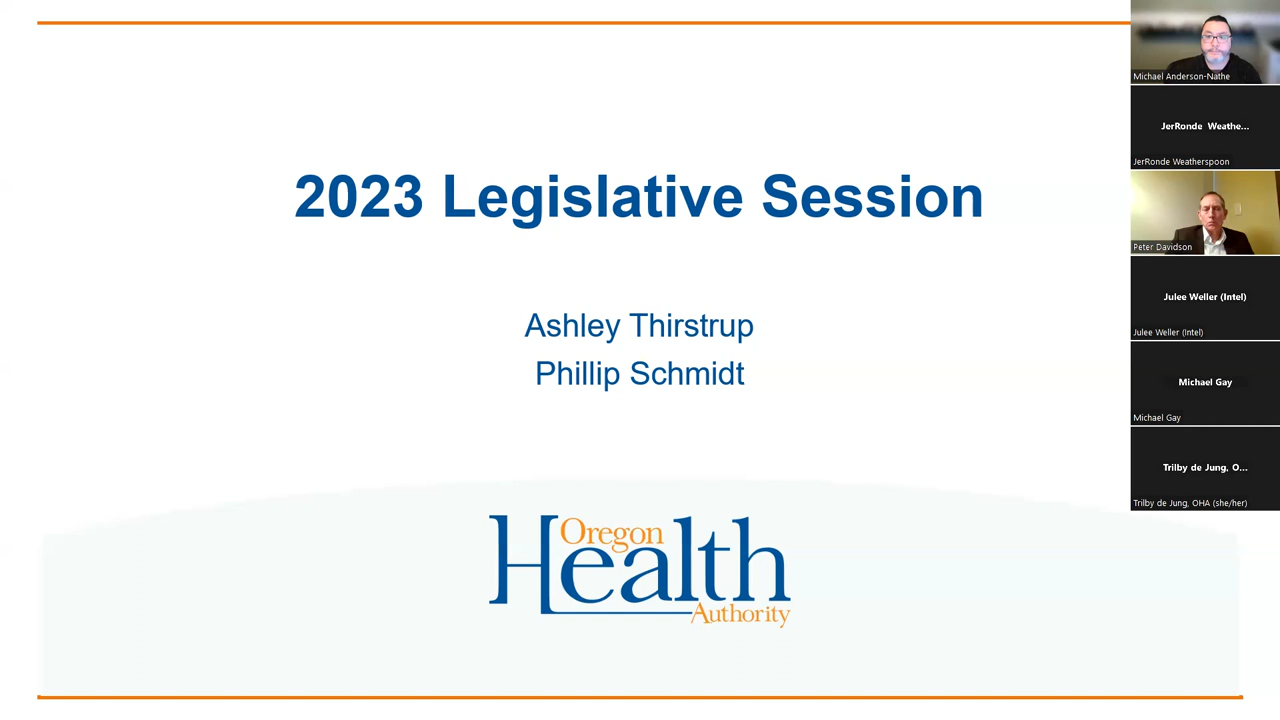 2023 Legislative Session
Ashley Thirstrup
Phillip Schmidt
Oregon
Health
Authority
Michael Anderson-Nathe
JerRonde Weathe...
JerRonde Weatherspoon
Peter Davidson
Julee Weller (Intel)
Julee Weller (Intel)
Michael Gay
Michael Gay
Trilby de Jung, O...
Trilby de Jung, OHA (she/her)